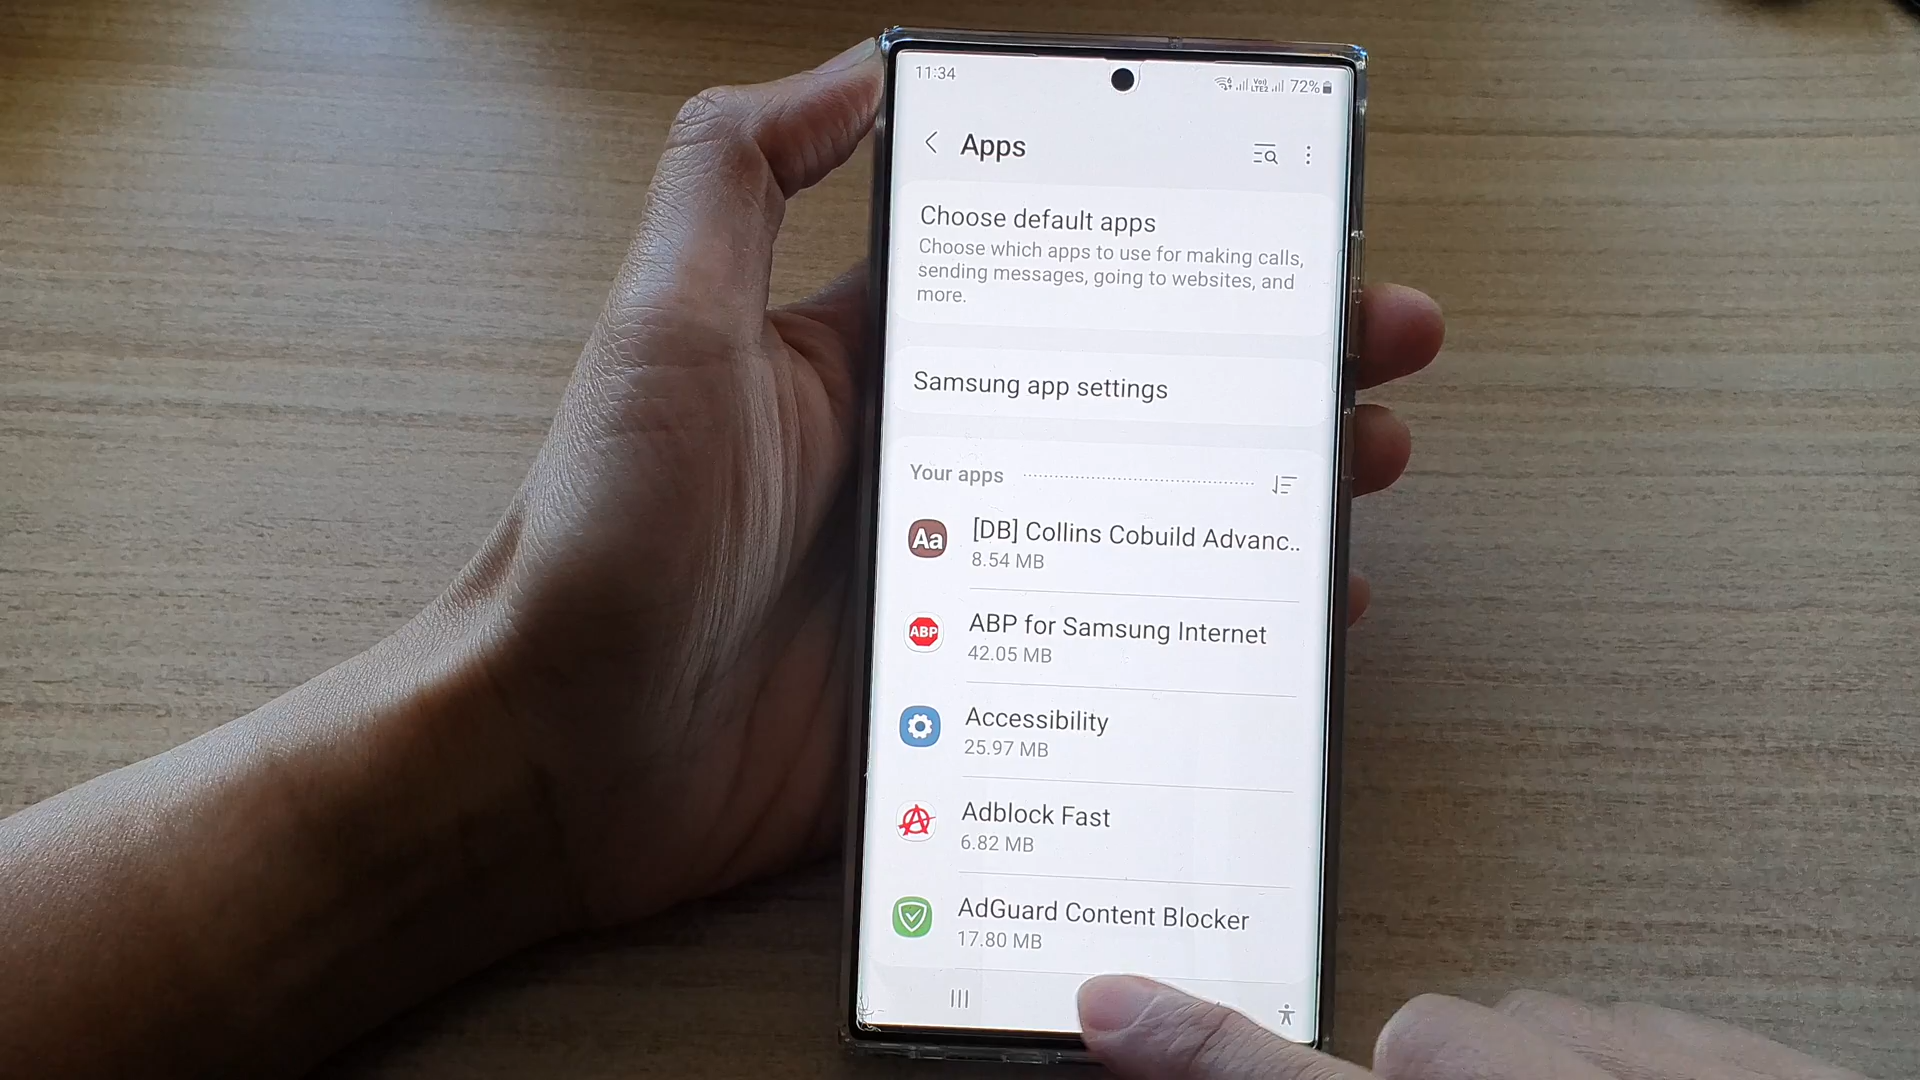 11:34
Vo)) LTE2 72%
Apps
Choose default apps
Choose which apps to use for making calls,
sending messages, going to websites, and
more.
Samsung app settings
Your apps
Aa
[DB] Collins Cobuild Advanc..
8.54 MB
ABP
ABP for Samsung Internet
42.05 MB
Accessibility
25.97 MB
Adblock Fast
6.82 MB
AdGuard Content Blocker
17.80 MB